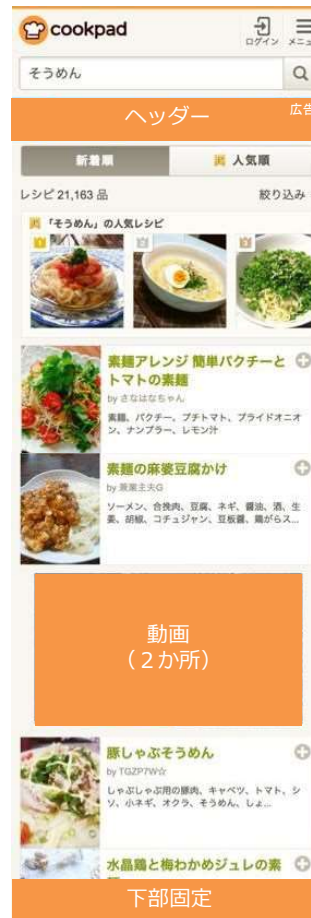 cookpad
ログイン
メニュ
そうめん
ヘッダー
広告
新着順
人気順
レシピ 21,163 品
絞り込み
「そうめん」の人気レシピ
1
2
3
素麺アレンジ 簡単パクチーと
トマトの素麺
by さなはなちゃん
素麺、パクチー、プチトマト、フライドオニオ
ン、ナンプラー、レモン汁
素麺の麻婆豆腐かけ
by 兼業主夫G
ソーメン、合挽肉、豆腐、ネギ、醤油、酒、生
姜、胡椒、コチュジャン、豆板醤、鶏がらス...
動画
(２か所)
豚しゃぶそうめん
by TGZP7W☆
しゃぶしゃぶ用の豚肉、キャベツ、トマト、シ
ソ、小ネギ、オクラ、そうめん、しょ...
水晶鶏と梅わかめジュレの素
下部固定